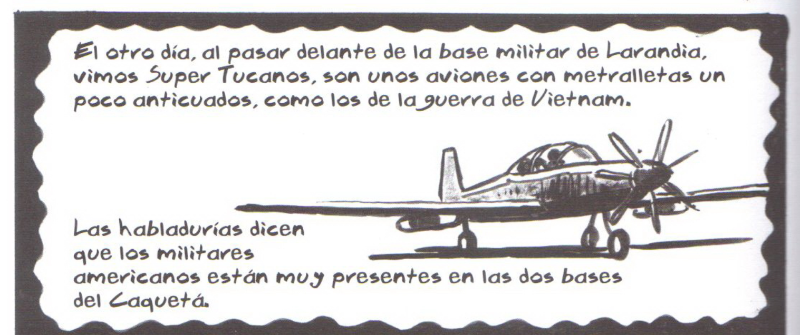 El otro día, al pasar delante de la base militar de Larandia,
vimos Super Tucanos, son unos aviones con metralletas un
poco anticuados, como los de la guerra de Vietnam.
Las habladurías dicen
que los militares
americanos están muy presentes en las dos bases
del Caquetá.